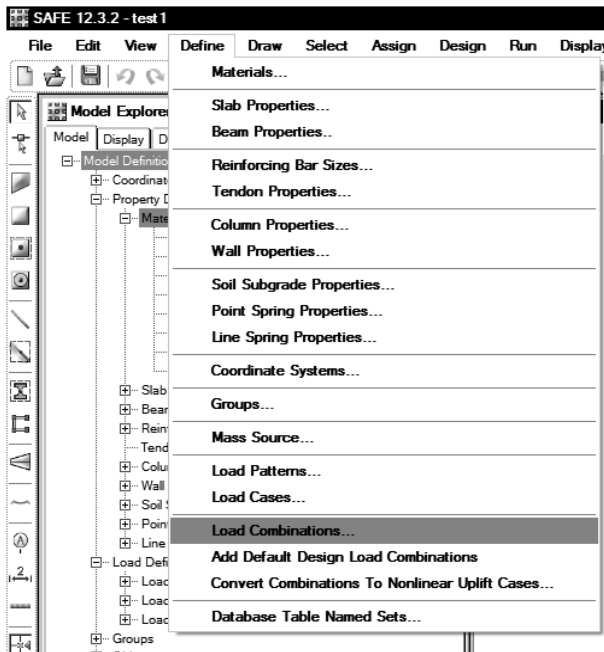 SAFE 12.3.2 - test1
File Edit View Define Draw Select Assign Design Run Display
Materials...
Model Explorer
Slab Properties...
Beam Properties..
Model Display D
Model Definitio
Reinforcing Bar Sizes...
Coordinat
Tendon Properties...
Property D
Mate
Column Properties...
Wall Properties...
Soil Subgrade Properties...
Point Spring Properties...
Line Spring Properties...
Coordinate Systems...
Slab
Groups...
Bear
Rein
Mass Source...
Tend
Colu
Load Patterns...
Wall
Load Cases...
Soil S
Point
Load Combinations...
Line
Add Default Design Load Combinations
Load Defi
Convert Combinations To Nonlinear Uplift Cases...
2
Load
Load
Load
Database Table Named Sets...
Groups